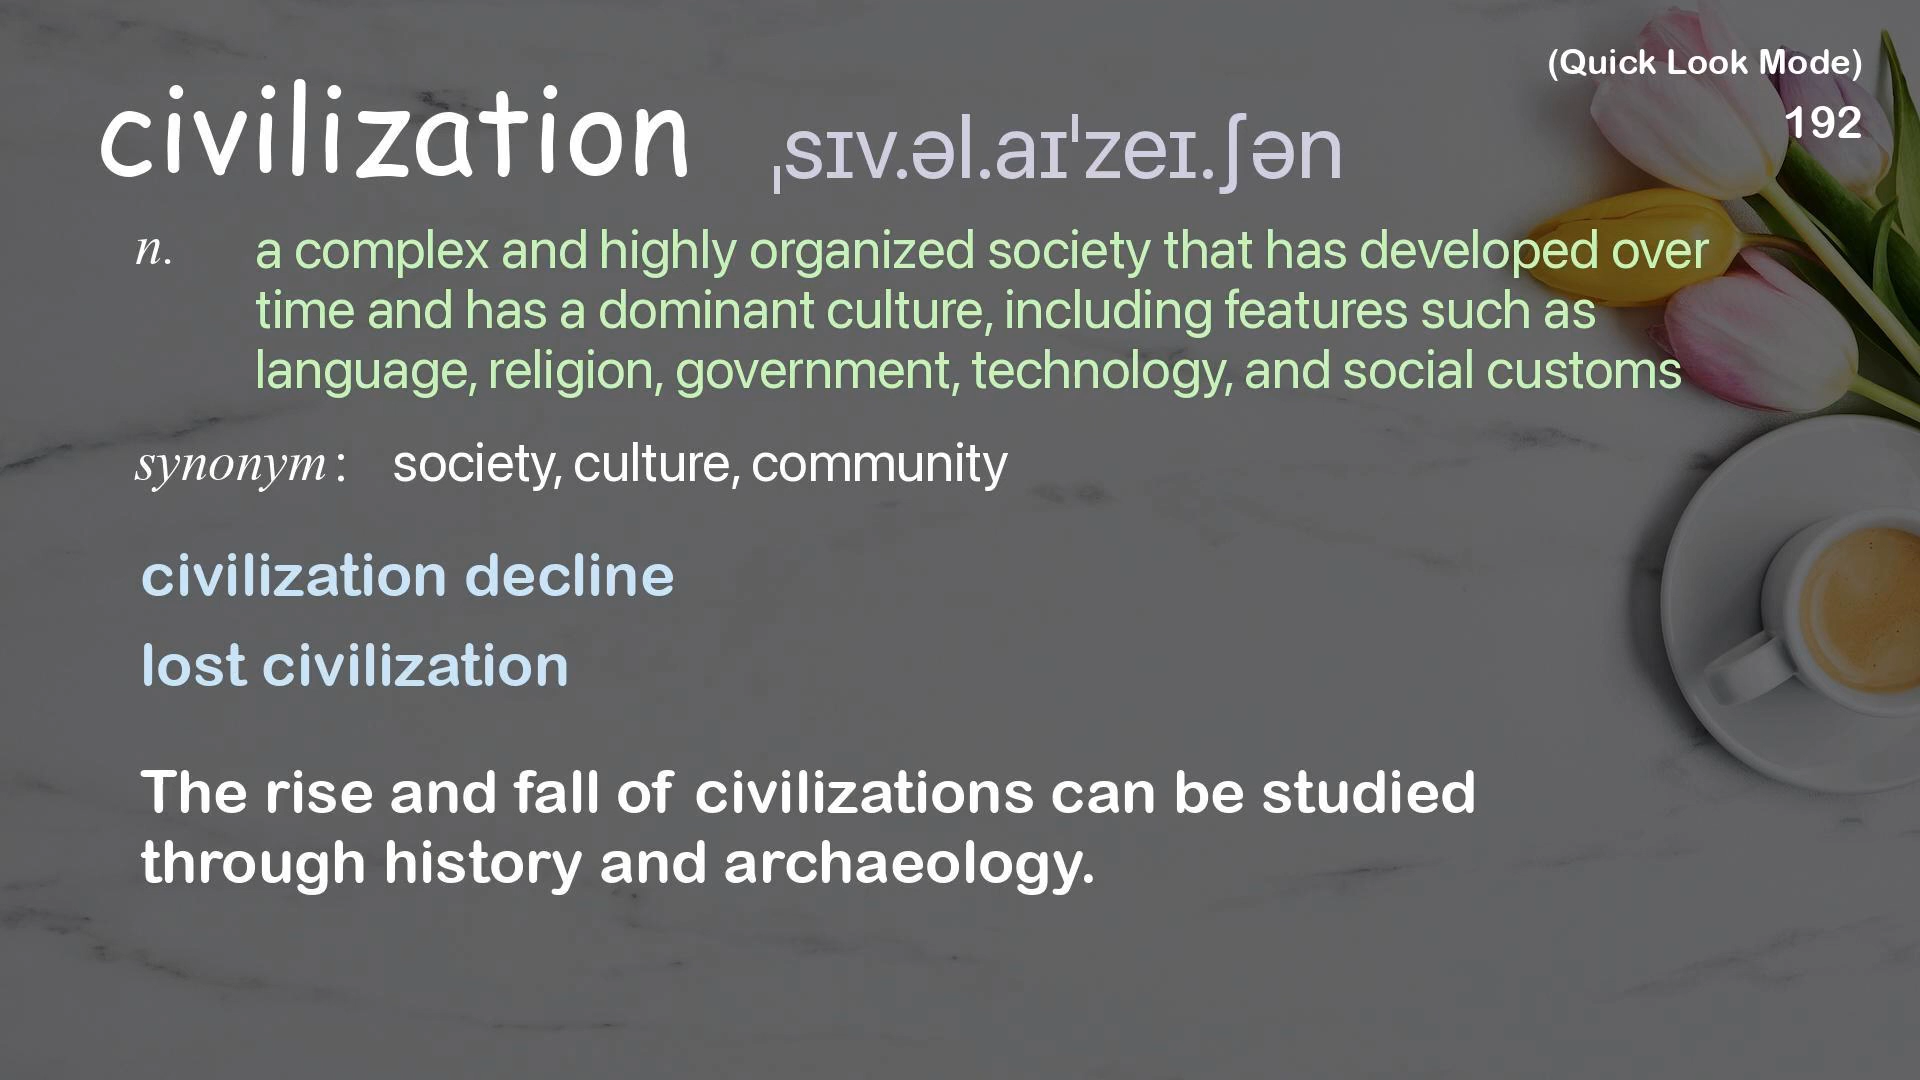 (Quick Look Mode)
192
civilization ˌsɪv.əl.aɪˈzeɪ.ʃən
n. a complex and highly organized society that has developed over
time and has a dominant culture, including features such as
language, religion, government, technology, and social customs
synonym: society, culture, community
civilization decline
lost civilization
The rise and fall of civilizations can be studied
through history and archaeology.